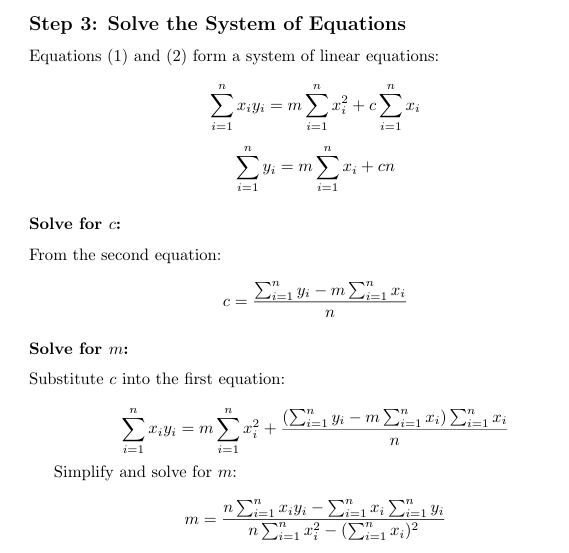 Step 3: Solve the System of Equations
Equations (1) and (2) form a system of linear equations:
\sum_{i=1}^{n} x_i y_i = m \sum_{i=1}^{n} x_i^2 + c \sum_{i=1}^{n} x_i
\sum_{i=1}^{n} y_i = m \sum_{i=1}^{n} x_i + cn
Solve for c:
From the second equation:
c = \frac{\sum_{i=1}^{n} y_i - m \sum_{i=1}^{n} x_i}{n}
Solve for m:
Substitute c into the first equation:
\sum_{i=1}^{n} x_i y_i = m \sum_{i=1}^{n} x_i^2 + \frac{(\sum_{i=1}^{n} y_i - m \sum_{i=1}^{n} x_i) \sum_{i=1}^{n} x_i}{n}
Simplify and solve for m:
m = \frac{n \sum_{i=1}^{n} x_i y_i - \sum_{i=1}^{n} x_i \sum_{i=1}^{n} y_i}{n \sum_{i=1}^{n} x_i^2 - (\sum_{i=1}^{n} x_i)^2}